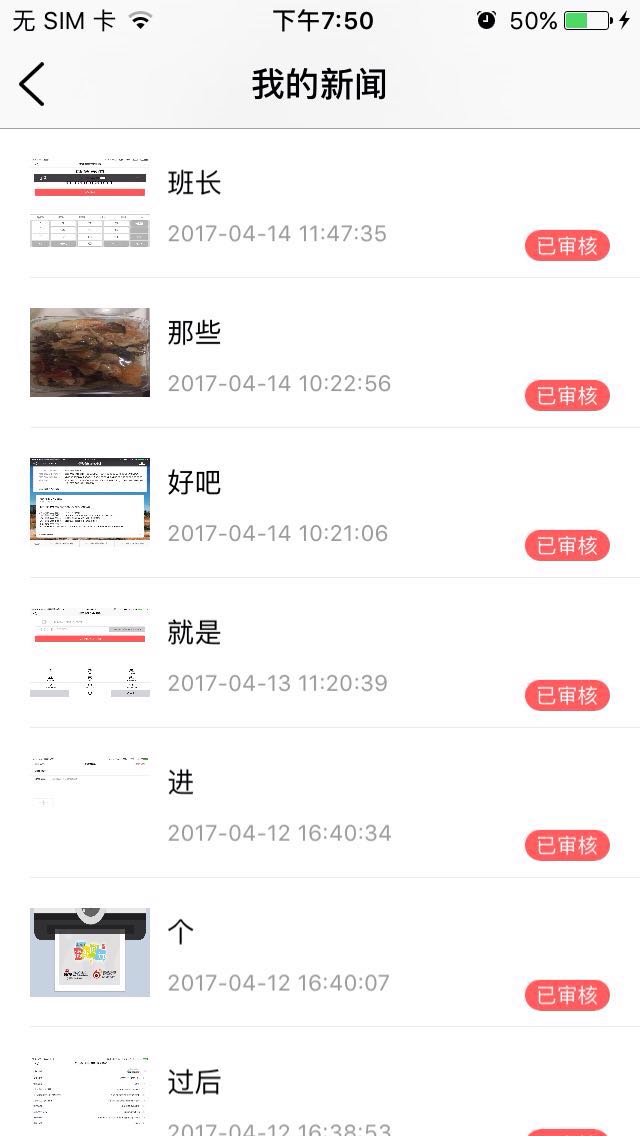 无 SIM 卡 下午7:50 50%
我的新闻
班长
2017-04-14 11:47:35
已审核
那些
2017-04-14 10:22:56
已审核
好吧
2017-04-14 10:21:06
已审核
就是
2017-04-13 11:20:39
已审核
进
2017-04-12 16:40:34
已审核
个
2017-04-12 16:40:07
已审核
过后
2017-04-12 16:38:53